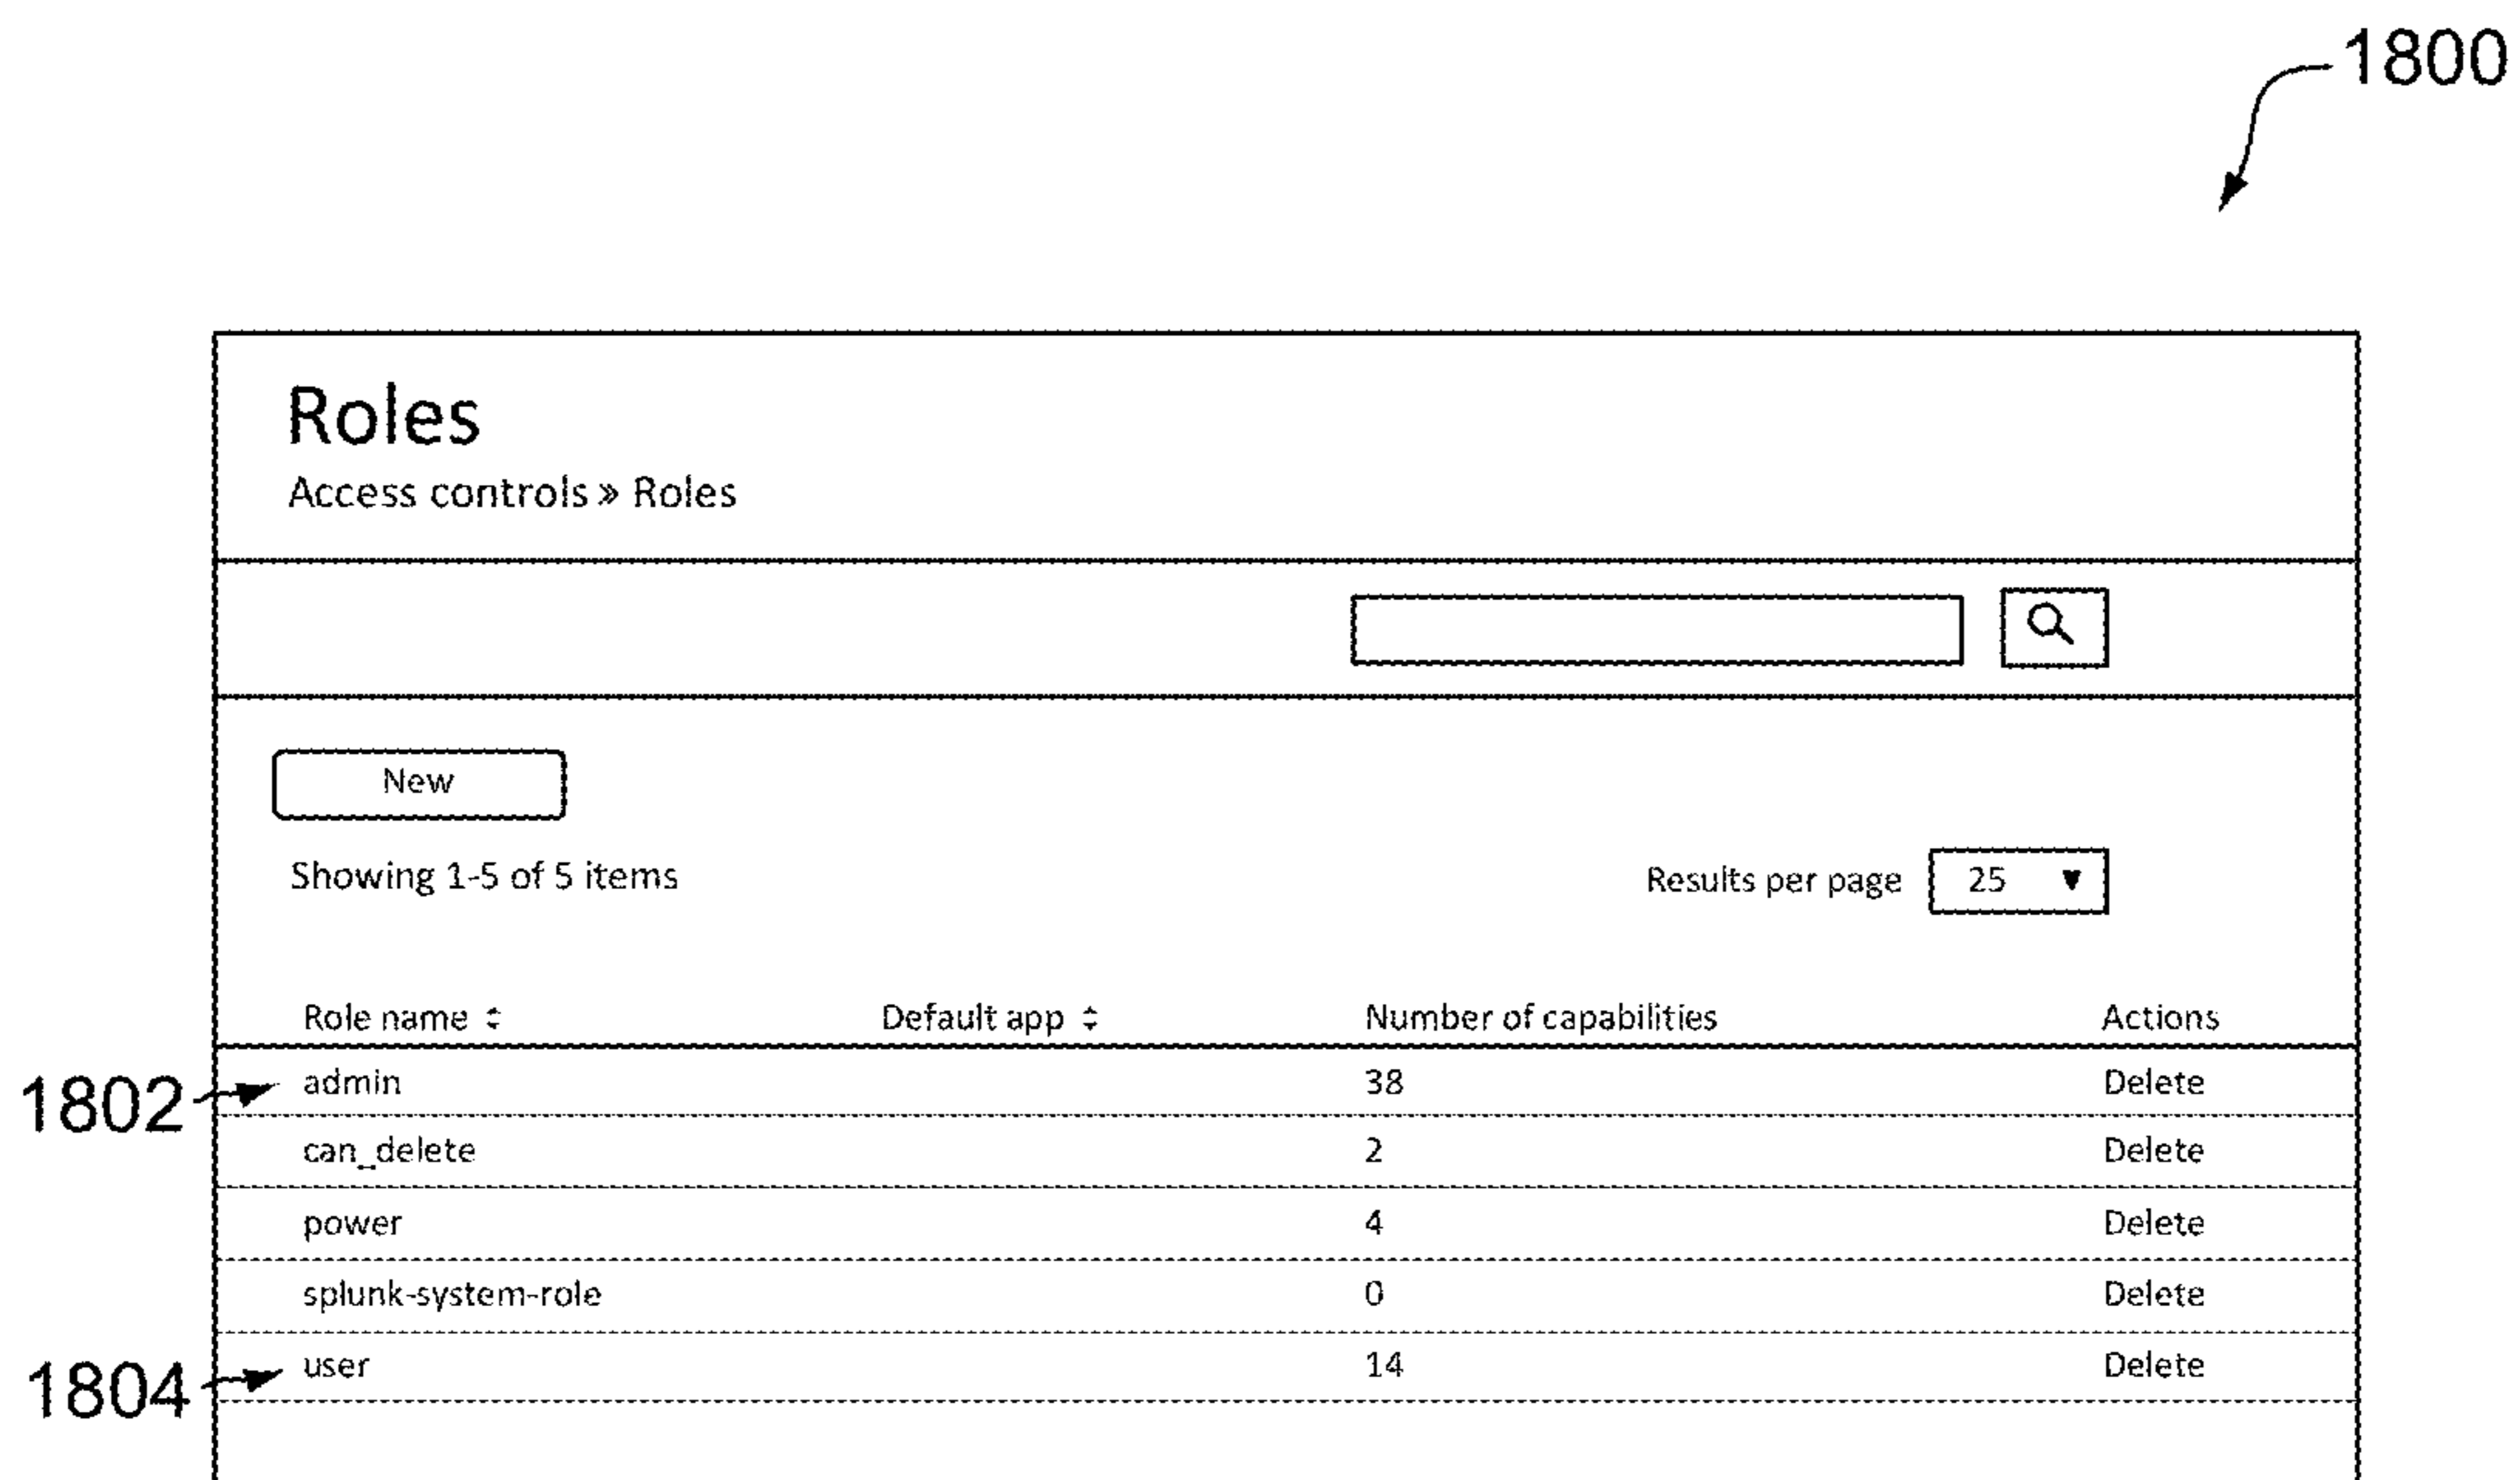 1800
Roles
Access controls » Roles
New
Showing 1-5 of 5 items
Results per page 25 ▼
Role name Default app Number of capabilities Actions
1802 admin 38 Delete
can_delete 2 Delete
power 4 Delete
splunk-system-role 0 Delete
1804 user 14 Delete